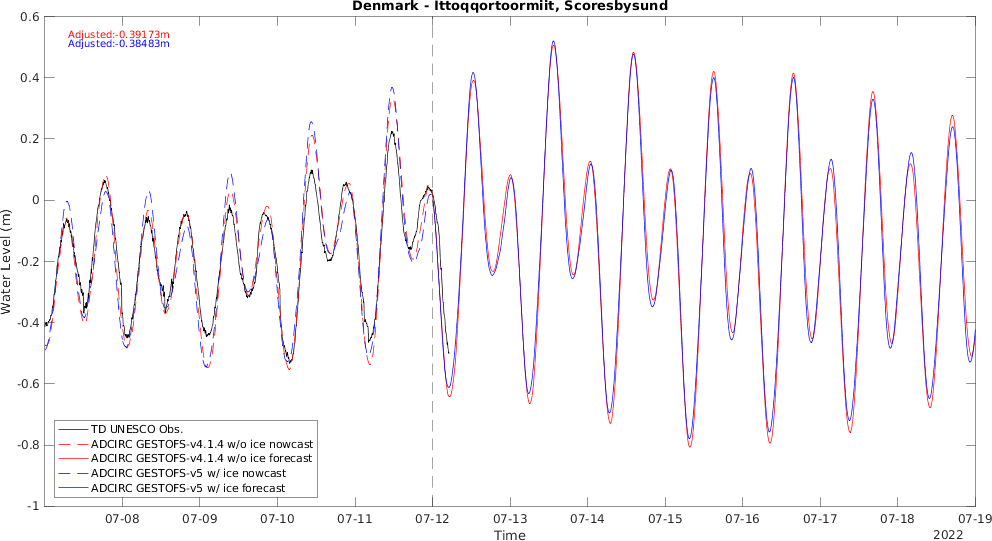 Denmark - Ittoqqortoormiit, Scoresbysund
Adjusted:-0.39173m
Adjusted:-0.38483m
0.6
0.4
0.2
0
-0.2
-0.4
-0.6
-0.8
-1
Water Level (m)
TD UNESCO Obs.
ADCIRC GESTOFS-v4.1.4 w/o ice nowcast
ADCIRC GESTOFS-v4.1.4 w/o ice forecast
ADCIRC GESTOFS-v5 w/ ice nowcast
ADCIRC GESTOFS-v5 w/ ice forecast
07-08 07-09 07-10 07-11 07-12 07-13 07-14 07-15 07-16 07-17 07-18 07-19
Time
2022